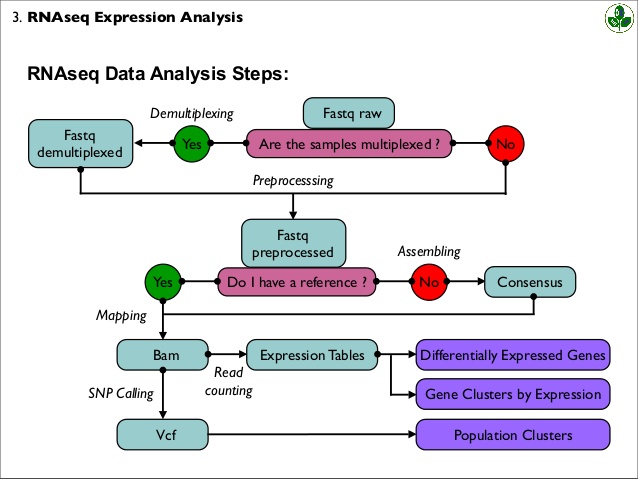 3. RNAseq Expression Analysis
RNAseq Data Analysis Steps:
Demultiplexing
Fastq raw
Fastq
demultiplexed
Yes
Are the samples multiplexed ?
No
Preprocesssing
Fastq
preprocessed
Assembling
Yes
Do I have a reference ?
No
Consensus
Mapping
Bam
Expression Tables
Differentially Expressed Genes
Read
counting
SNP Calling
Gene Clusters by Expression
Vcf
Population Clusters